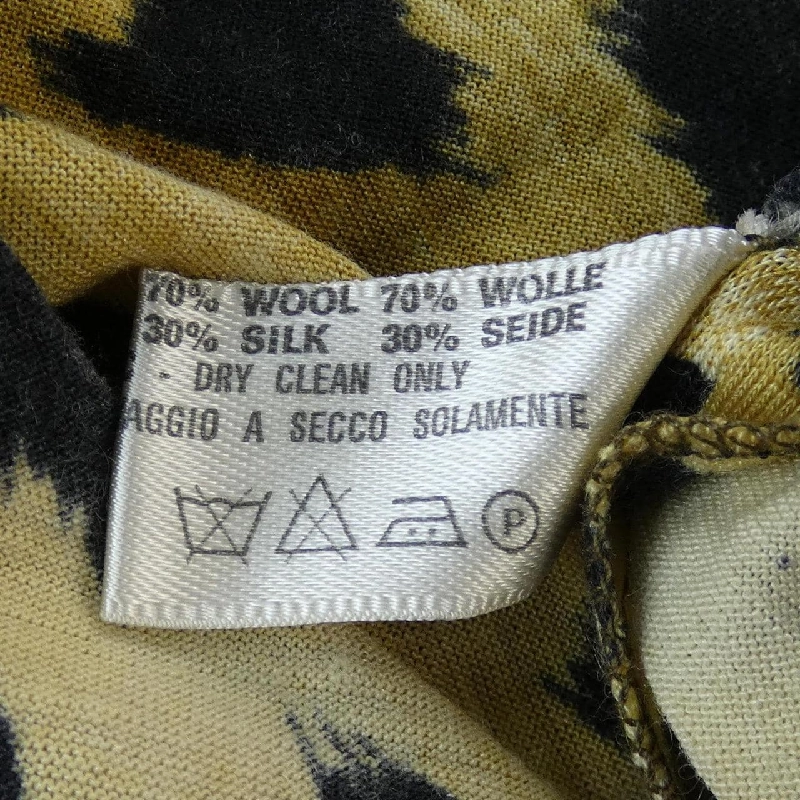 70% WOOL 70% WOLLE
30% SILK 30% SEIDE
- DRY CLEAN ONLY
AGGIO A SECCO SOLAMENTE
P